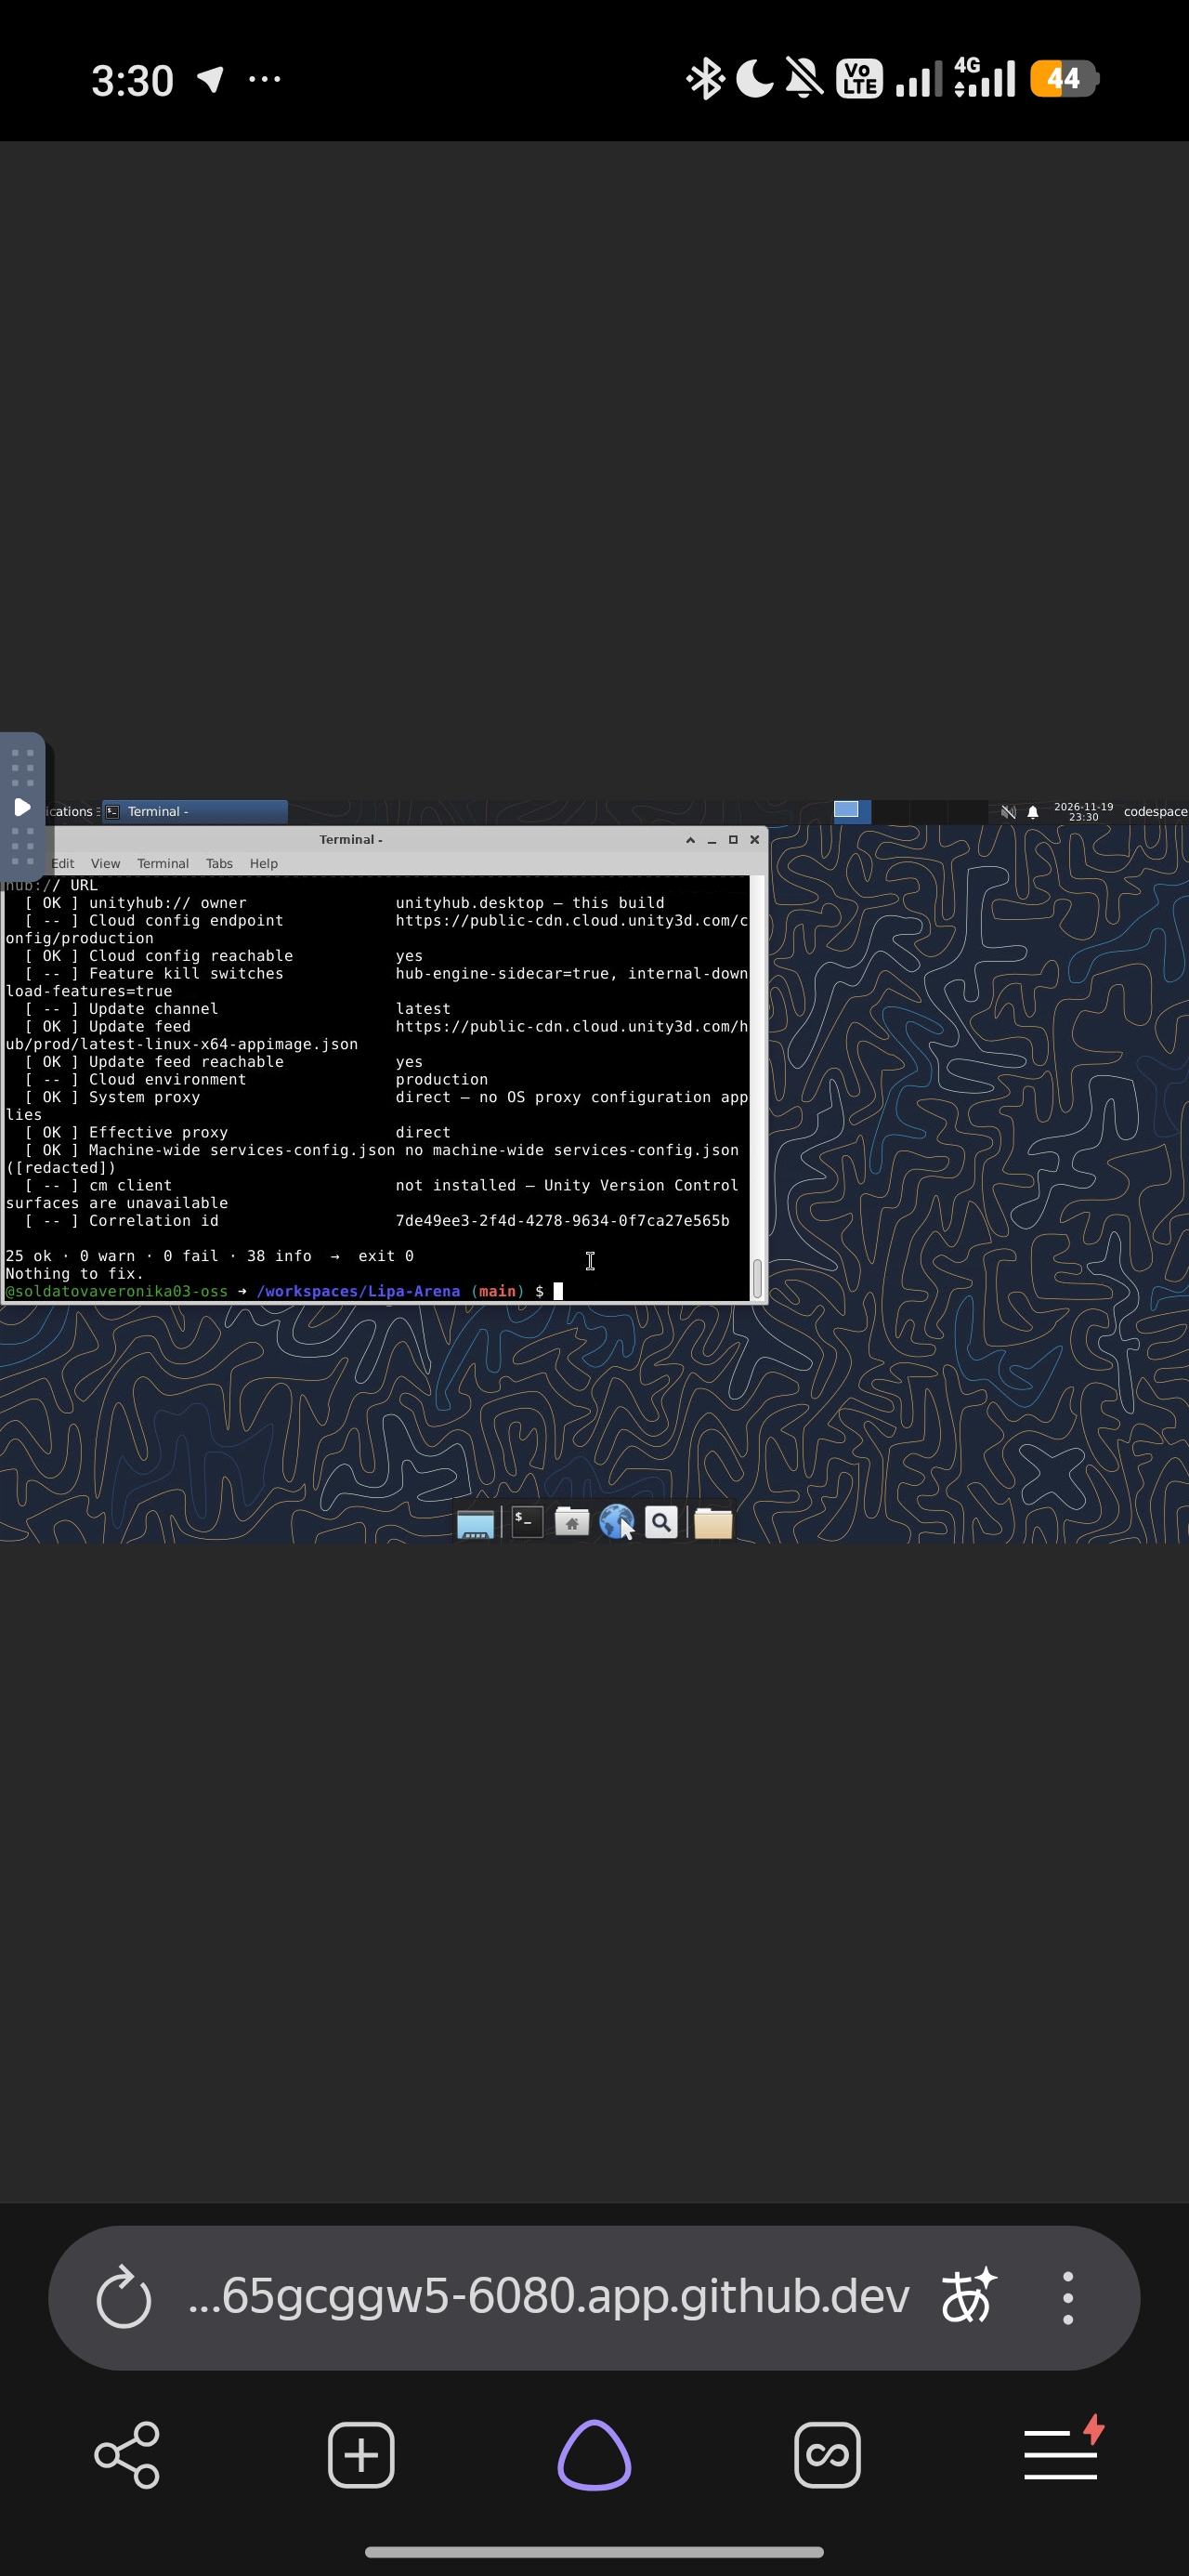 3:30
Vo
LTE
4G
44
ications
Terminal -
2026-11-19
23:30
codespace
Terminal -
Edit View Terminal Tabs Help
hub:// URL
[ OK ] unityhub:// owner unityhub.desktop — this build
[ -- ] Cloud config endpoint https://public-cdn.cloud.unity3d.com/c
onfig/production
[ OK ] Cloud config reachable yes
[ -- ] Feature kill switches hub-engine-sidecar=true, internal-down
load-features=true
[ -- ] Update channel latest
[ OK ] Update feed https://public-cdn.cloud.unity3d.com/h
ub/prod/latest-linux-x64-appimage.json
[ OK ] Update feed reachable yes
[ -- ] Cloud environment production
[ OK ] System proxy direct — no OS proxy configuration app
lies
[ OK ] Effective proxy direct
[ OK ] Machine-wide services-config.json no machine-wide services-config.json
([redacted])
[ -- ] cm client not installed — Unity Version Control
surfaces are unavailable
[ -- ] Correlation id 7de49ee3-2f4d-4278-9634-0f7ca27e565b
25 ok · 0 warn · 0 fail · 38 info → exit 0
Nothing to fix.
@soldatovaveronika03-oss → /workspaces/Lipa-Arena (main) $
$_
...65gcggw5-6080.app.github.dev
あ